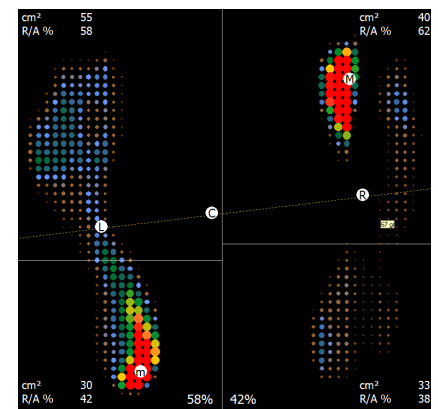 cm² 55
R/A % 58
cm² 40
R/A % 62
M
R
C
L
m
cm² 30
R/A % 42
58%
42%
cm² 33
R/A % 38